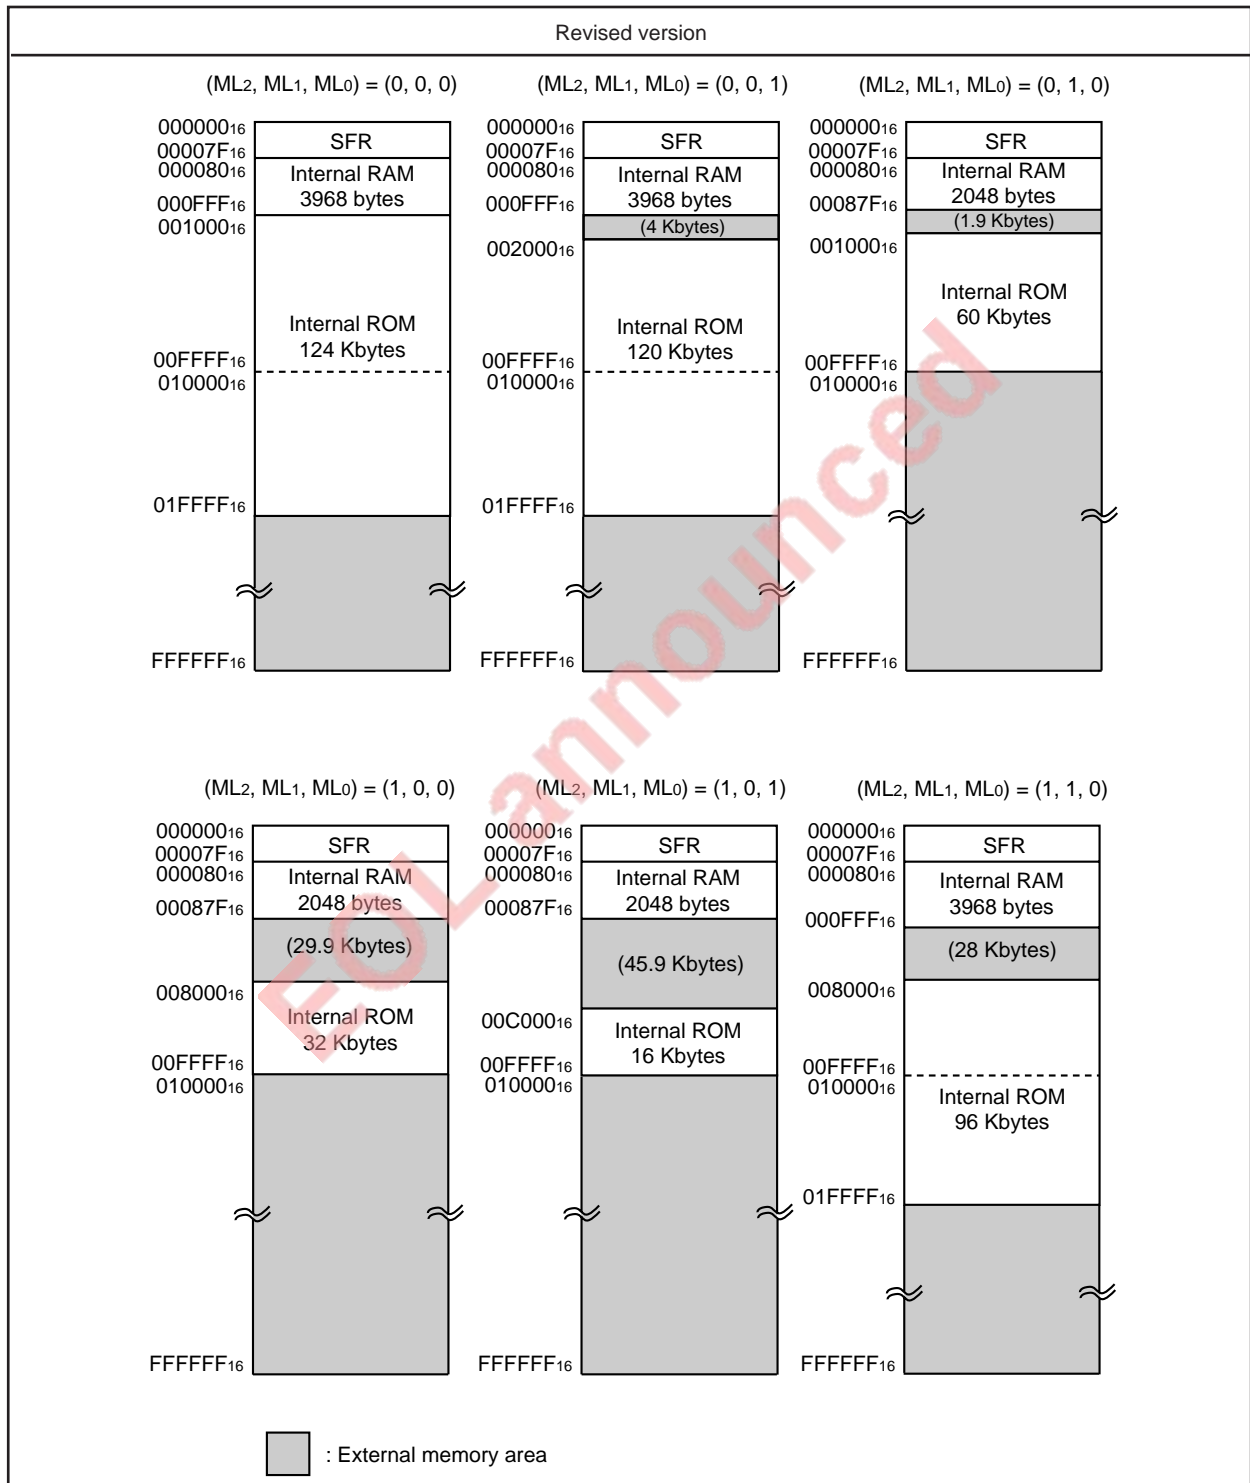 Revised version
(ML2, ML1, ML0) = (0, 0, 0)
00000016
00007F16
00008016
000FFF16
00100016
00FFFF16
01000016
01FFFF16
FFFFFF16
SFR
Internal RAM
3968 bytes
Internal ROM
124 Kbytes
(ML2, ML1, ML0) = (0, 0, 1)
00000016
00007F16
00008016
000FFF16
00200016
00FFFF16
01000016
01FFFF16
FFFFFF16
SFR
Internal RAM
3968 bytes
(4 Kbytes)
Internal ROM
120 Kbytes
(ML2, ML1, ML0) = (0, 1, 0)
00000016
00007F16
00008016
00087F16
00100016
00FFFF16
01000016
FFFFFF16
SFR
Internal RAM
2048 bytes
(1.9 Kbytes)
Internal ROM
60 Kbytes
(ML2, ML1, ML0) = (1, 0, 0)
00000016
00007F16
00008016
00087F16
00800016
00FFFF16
01000016
FFFFFF16
SFR
Internal RAM
2048 bytes
(29.9 Kbytes)
Internal ROM
32 Kbytes
(ML2, ML1, ML0) = (1, 0, 1)
00000016
00007F16
00008016
00087F16
00C00016
00FFFF16
01000016
FFFFFF16
SFR
Internal RAM
2048 bytes
(45.9 Kbytes)
Internal ROM
16 Kbytes
(ML2, ML1, ML0) = (1, 1, 0)
00000016
00007F16
00008016
000FFF16
00800016
00FFFF16
01000016
01FFFF16
FFFFFF16
SFR
Internal RAM
3968 bytes
(28 Kbytes)
Internal ROM
96 Kbytes
: External memory area
EOL announced